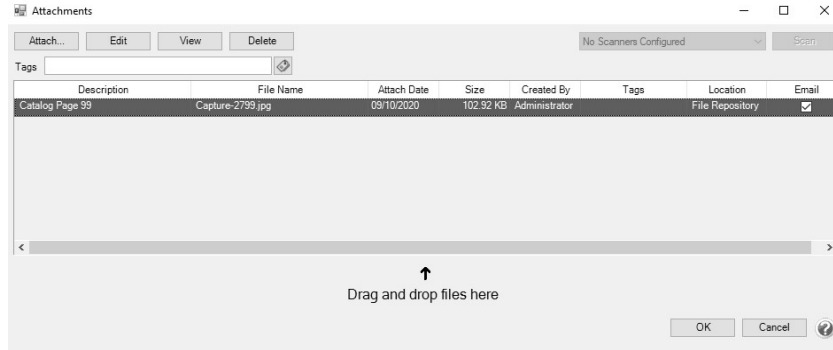 Attachments
Attach... Edit View Delete No Scanners Configured Scan
Tags
Description File Name Attach Date Size Created By Tags Location Email
Catalog Page 99 Capture-2799.jpg 09/10/2020 102.92 KB Administrator File Repository
Drag and drop files here
OK Cancel ?